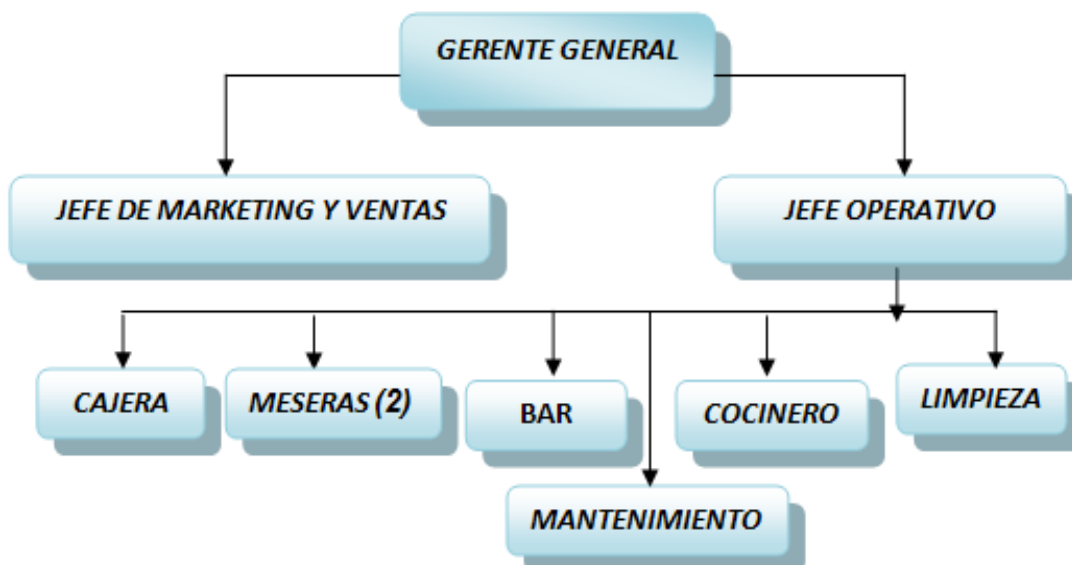 GERENTE GENERAL
JEFE DE MARKETING Y VENTAS
JEFE OPERATIVO
CAJERA
MESERAS (2)
BAR
COCINERO
LIMPIEZA
MANTENIMIENTO